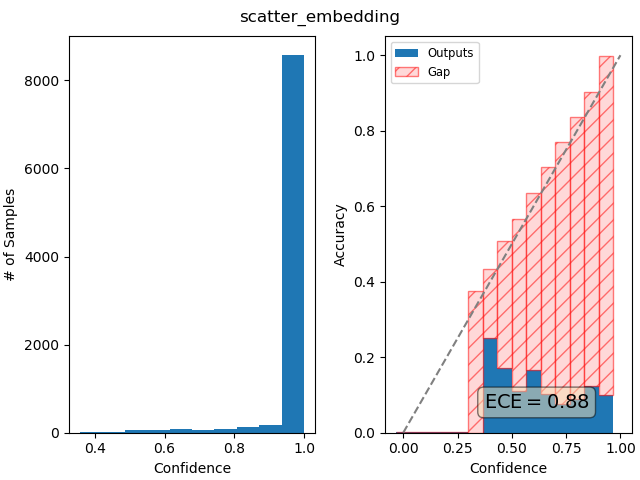 scatter_embedding
8000
6000
4000
2000
0
# of Samples
0.4 0.6 0.8 1.0
Confidence
Outputs
Gap
1.0
0.8
0.6
0.4
0.2
0.0
Accuracy
ECE = 0.88
0.00 0.25 0.50 0.75 1.00
Confidence